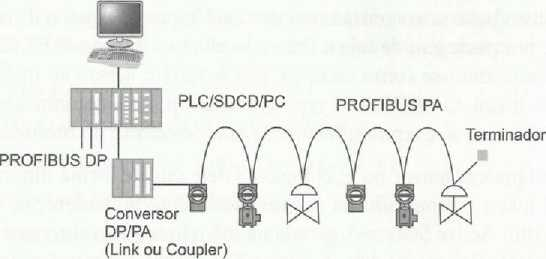 PLC/SDCD/PC
PROFIBUS PA
Terminador
PROFIBUS DP
Conversor
DP/PA
(Link ou Coupler)